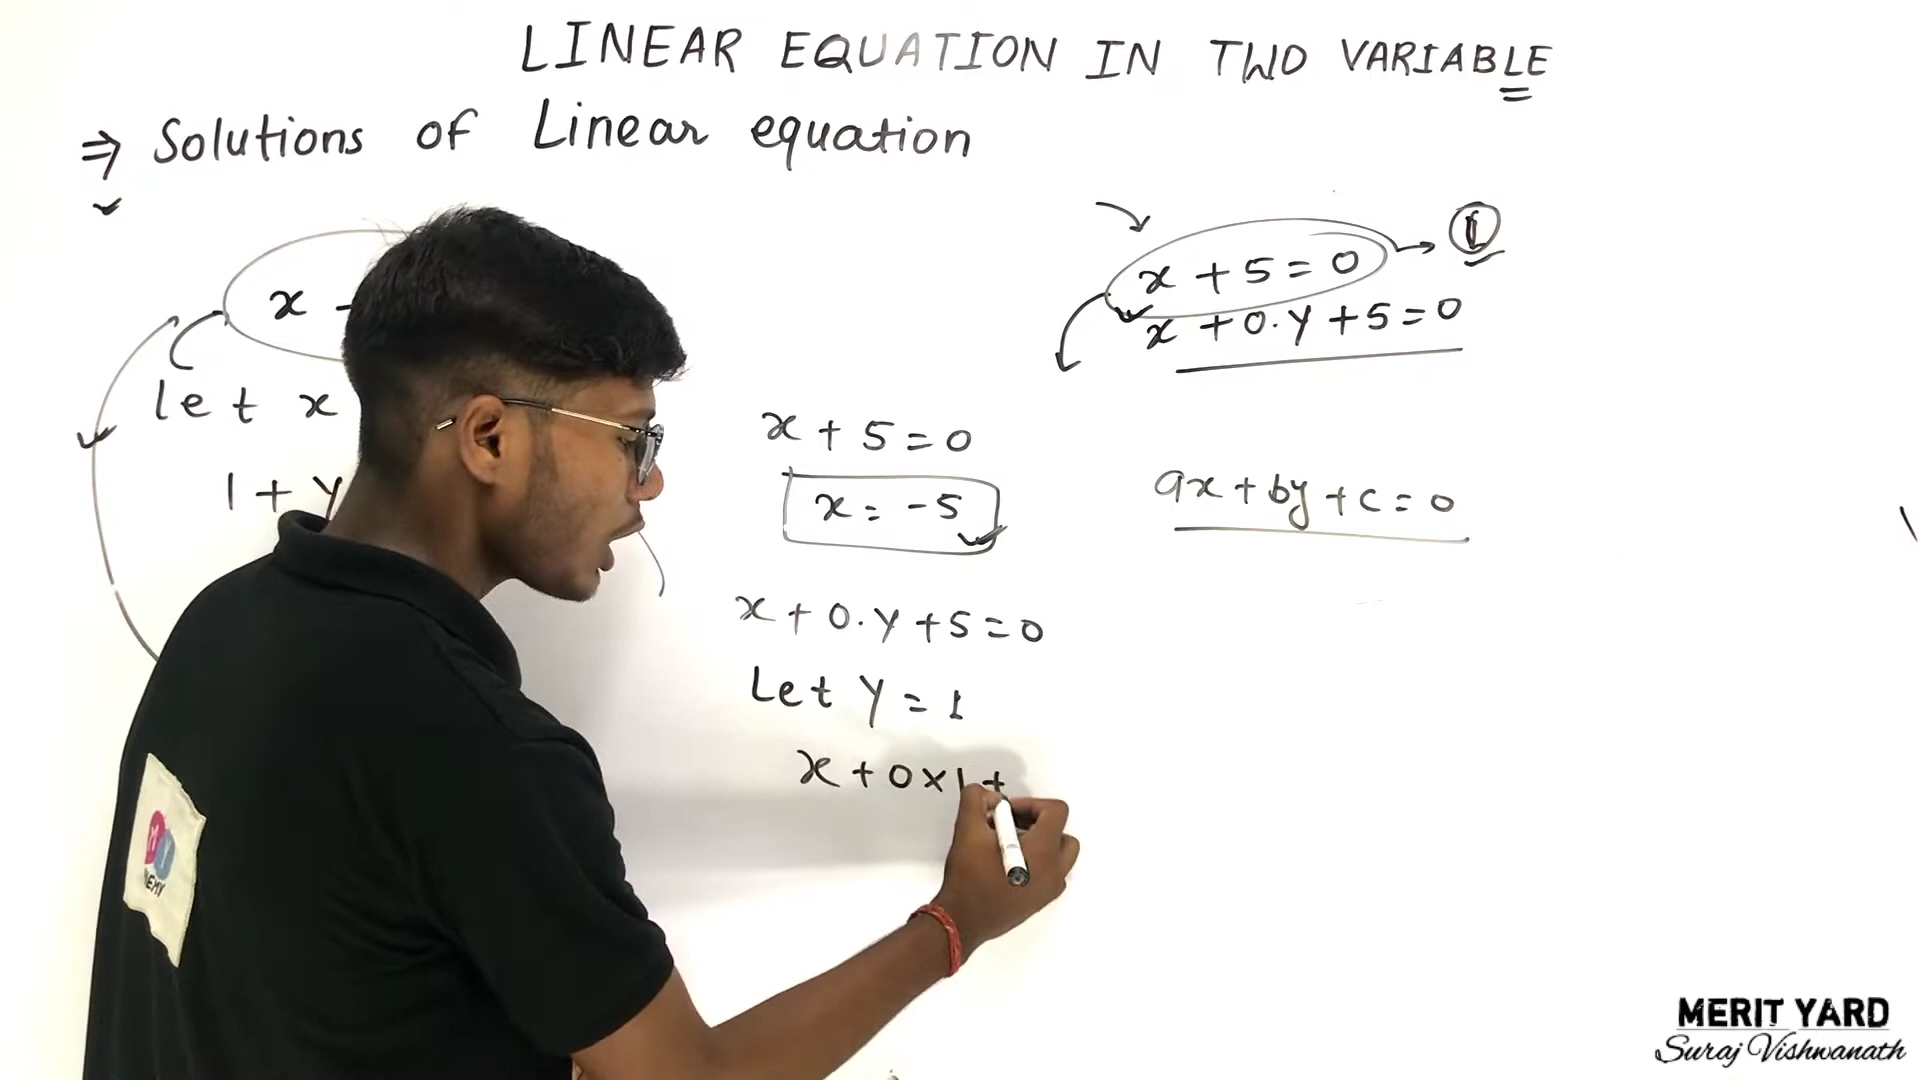 LINEAR EQUATION IN TWO VARIABLE
⇒ Solutions of Linear equation
x
let x
1 + y
x + 5 = 0
x + 0.y + 5 = 0
x + 5 = 0
x = -5
ax + by + c = 0
x + 0.y + 5 = 0
Let y = 1
x + 0 × 1 +
MERIT YARD
Suraj Vishwanath